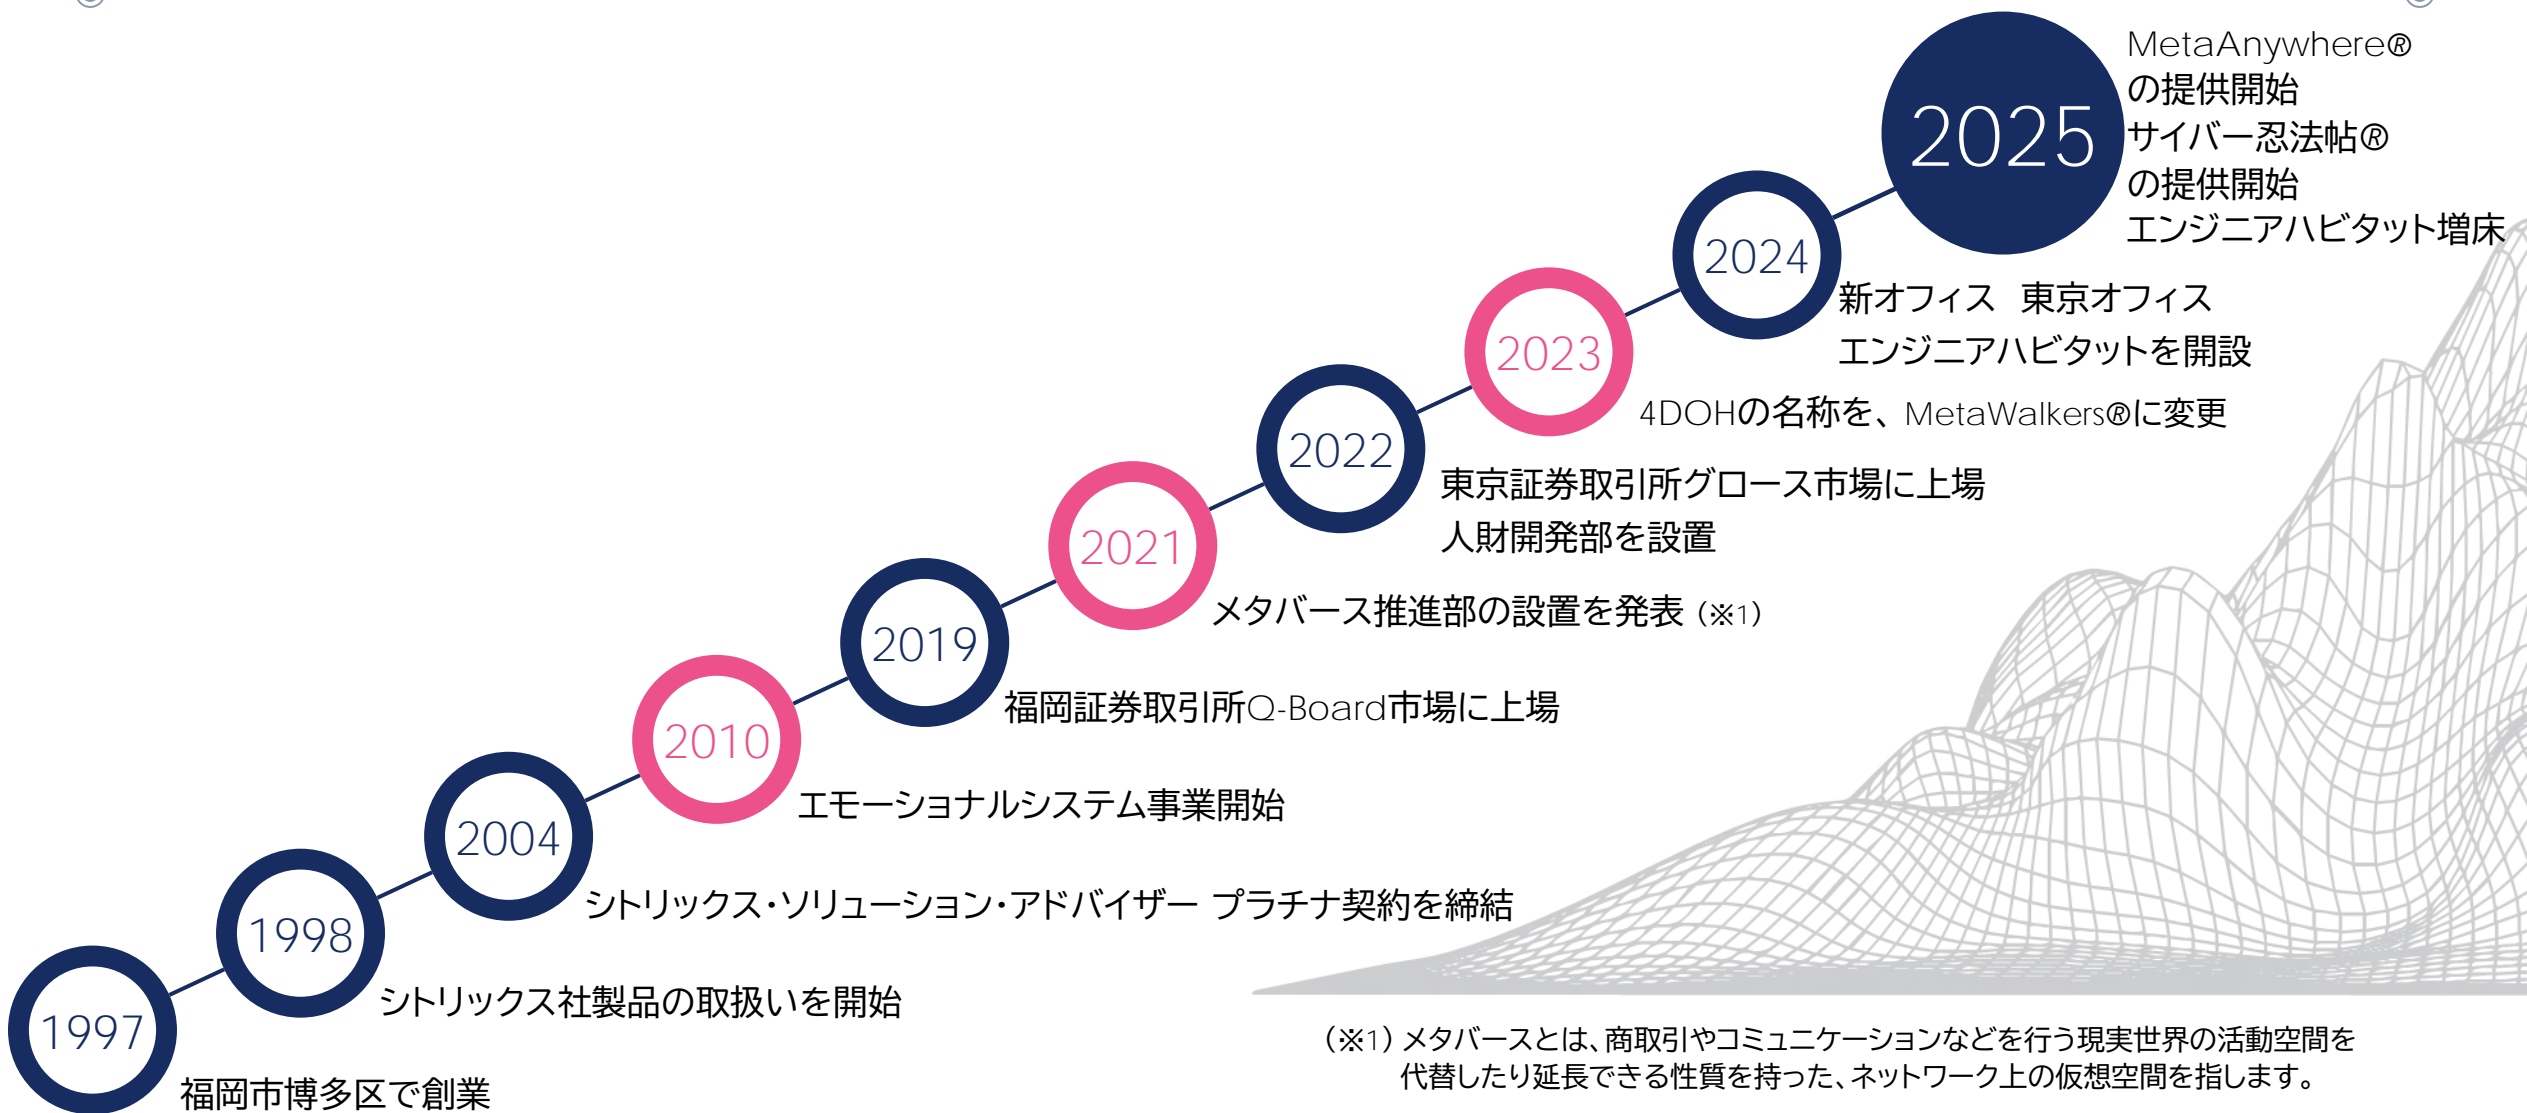 2025
MetaAnywhere®
の提供開始
サイバー忍法帖®
の提供開始
エンジニアハビタット増床
2024
新オフィス　東京オフィス
エンジニアハビタットを開設
2023
4DOHの名称を、MetaWalkers®に変更
2022
東京証券取引所グロース市場に上場
人財開発部を設置
2021
メタバース推進部の設置を発表（※1）
2019
福岡証券取引所Q-Board市場に上場
2010
エモーショナルシステム事業開始
2004
シトリックス・ソリューション・アドバイザー プラチナ契約を締結
1998
シトリックス社製品の取扱いを開始
1997
福岡市博多区で創業
（※1）メタバースとは、商取引やコミュニケーションなどを行う現実世界の活動空間を
代替したり延長できる性質を持った、ネットワーク上の仮想空間を指します。